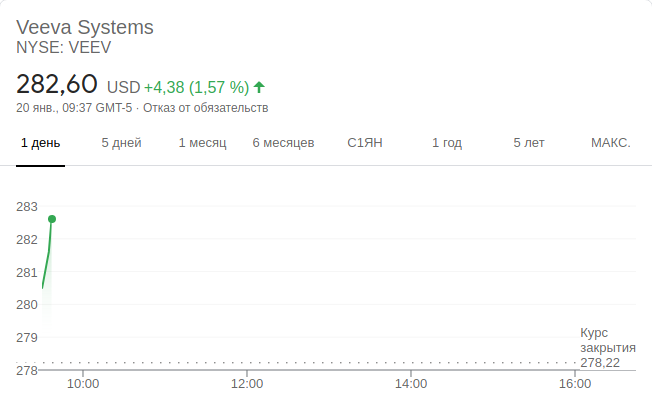 Veeva Systems
NYSE: VEEV
282,60 USD +4,38 (1,57 %)
20 янв., 09:37 GMT-5 · Отказ от обязательств
1 день 5 дней 1 месяц 6 месяцев С1ЯН 1 год 5 лет МАКС.
283
282
281
280
279
278
Курс
закрытия
278,22
10:00 12:00 14:00 16:00